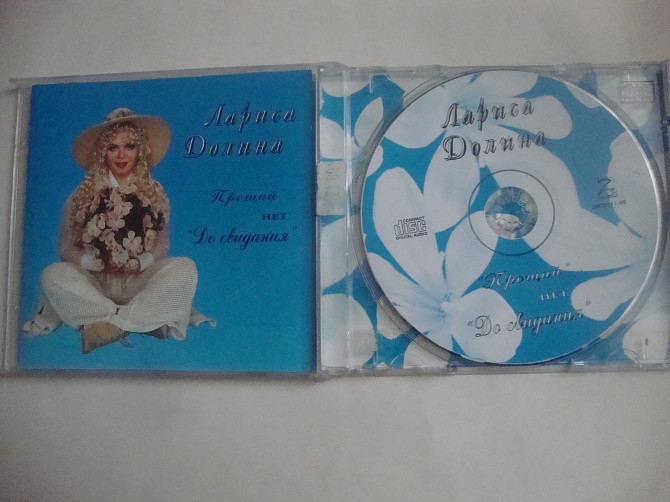 Лариса
Долина
"Прощай"...
нет
"До свидания"
Лариса
Долина
COMPACT
disc
DIGITAL AUDIO
"Прощай"...
нет
"До свидания"